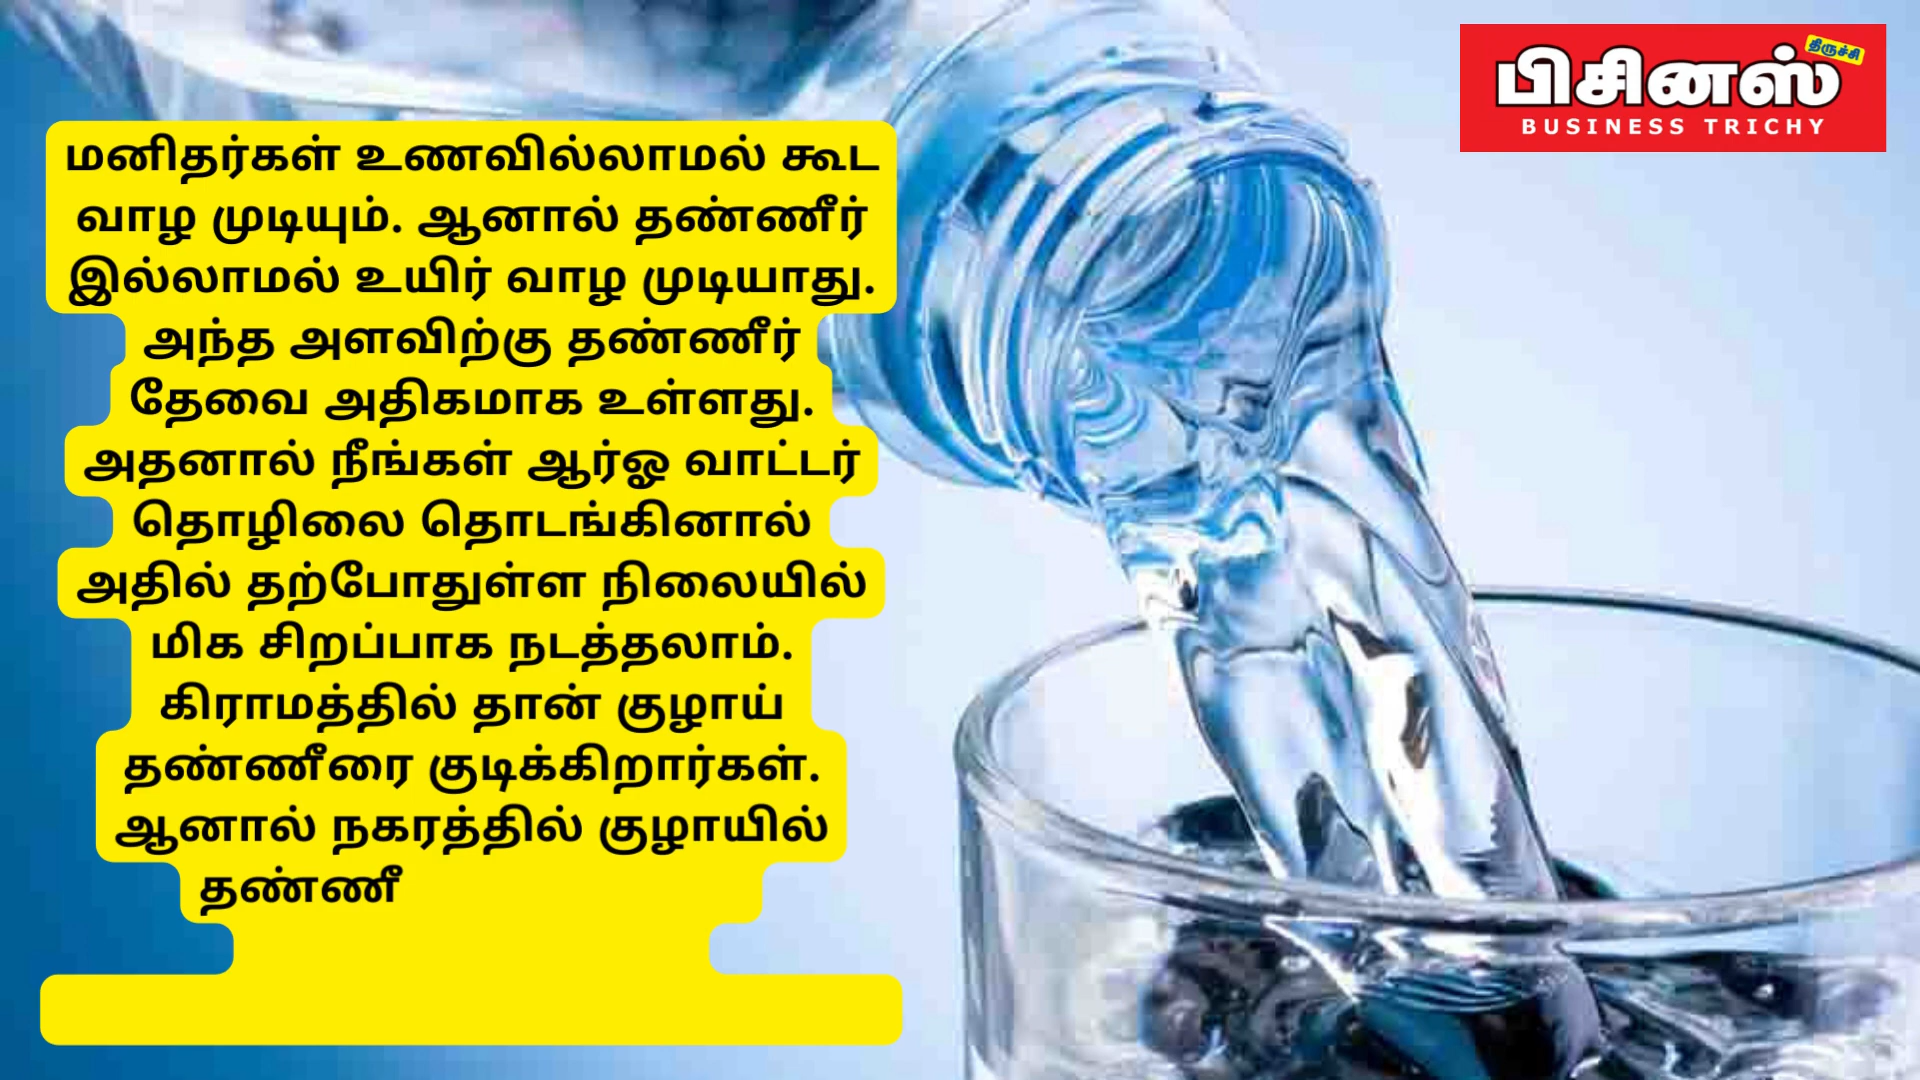 திருச்சி
பிசினஸ்
BUSINESS TRICHY
மனிதர்கள் உணவில்லாமல் கூட
வாழ முடியும். ஆனால் தண்ணீர்
இல்லாமல் உயிர் வாழ முடியாது.
அந்த அளவிற்கு தண்ணீர்
தேவை அதிகமாக உள்ளது.
அதனால் நீங்கள் ஆர்ஓ வாட்டர்
தொழிலை தொடங்கினால்
அதில் தற்போதுள்ள நிலையில்
மிக சிறப்பாக நடத்தலாம்.
கிராமத்தில் தான் குழாய்
தண்ணீரை குடிக்கிறார்கள்.
ஆனால் நகரத்தில் குழாயில்
தண்ணீ